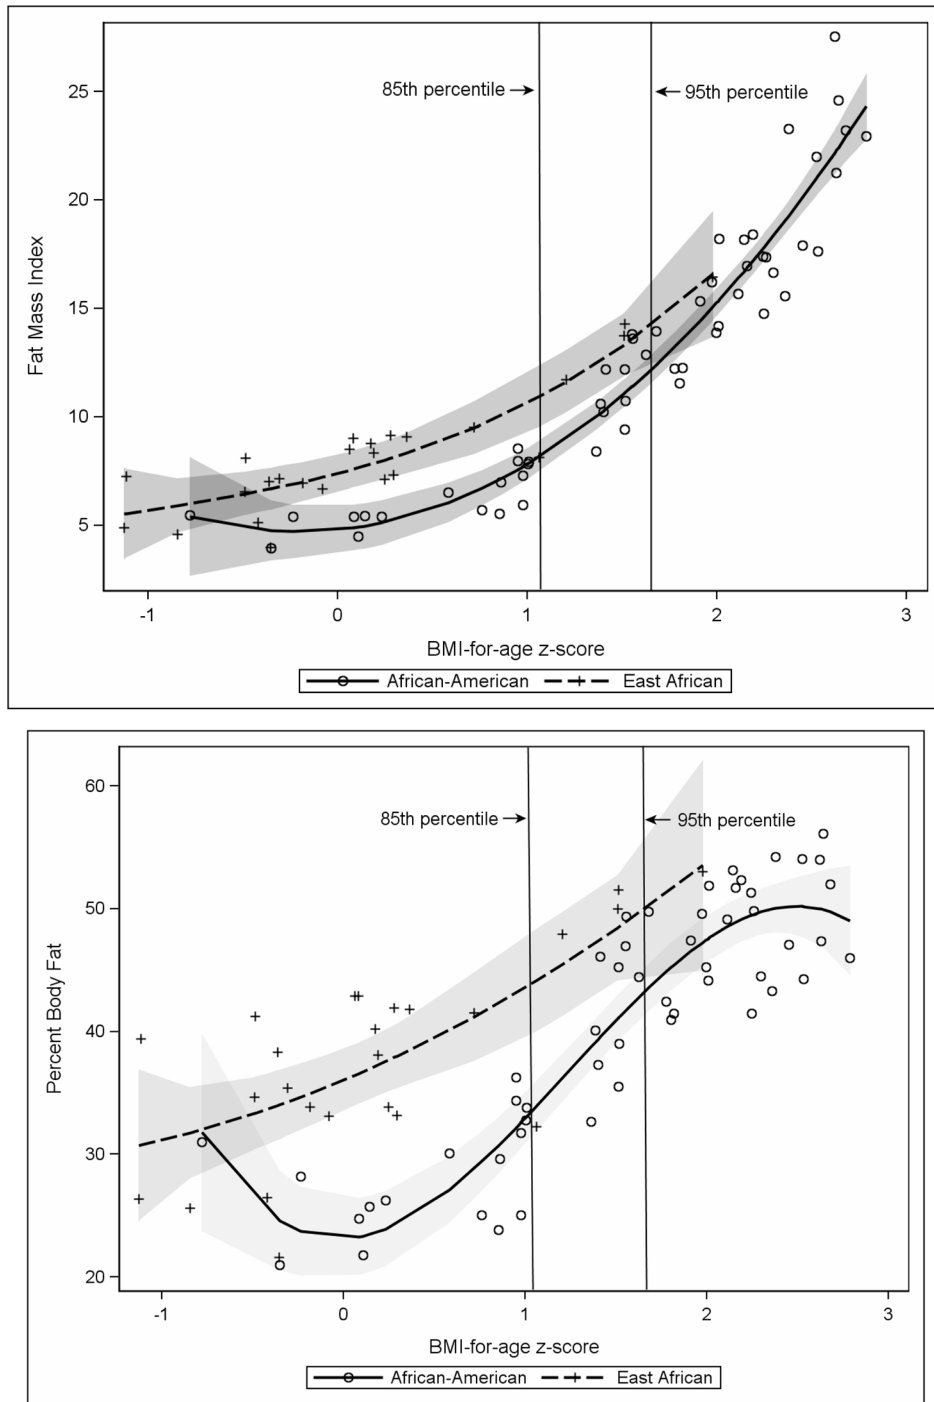 25
20
15
10
5
Fat Mass Index
85th percentile
95th percentile
-1 0 1 2 3
BMI-for-age z-score
African-American East African
60
50
40
30
20
Percent Body Fat
85th percentile
95th percentile
-1 0 1 2 3
BMI-for-age z-score
African-American East African